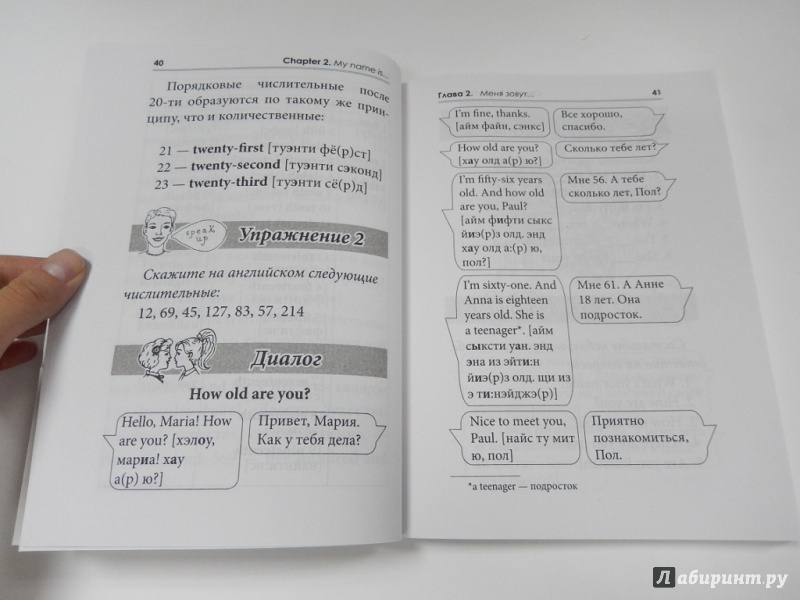 40
Chapter 2. My name is...
Порядковые числительные после
20-ти образуются по такому же прин-
ципу, что и количественные:
21 — twenty-first [туэнти фё(р)ст]
22 — twenty-second [туэнти сэконд]
23 — twenty-third [туэнти сё(р)д]
speak
up
Упражнение 2
Скажите на английском следующие
числительные:
12, 69, 45, 127, 83, 57, 214
Диалог
How old are you?
Hello, Maria! How
are you? [хэлоу,
мариа! хау
а(р) ю?]
Привет, Мария.
Как у тебя дела?
Глава 2. Меня зовут...
41
I'm fine, thanks.
[айм файн, сэнкс]
Все хорошо,
спасибо.
How old are you?
[хау олд а(р) ю?]
Сколько тебе лет?
I'm fifty-six years
old. And how old
are you, Paul?
[айм фифти сыкс
йиэ(р)з олд. энд
хау олд а:(р) ю,
пол?]
Мне 56. А тебе
сколько лет, Пол?
I'm sixty-one. And
Anna is eighteen
years old. She is
a teenager*. [айм
сыксти уан. энд
эна из эйти:н
йиэ(р)з олд. щи из
э ти:нэйджэ(р)]
Мне 61. А Анне
18 лет. Она
подросток.
Nice to meet you,
Paul. [найс ту мит
ю, пол]
Приятно
познакомиться,
Пол.
*a teenager — подросток
Лабиринт.ру